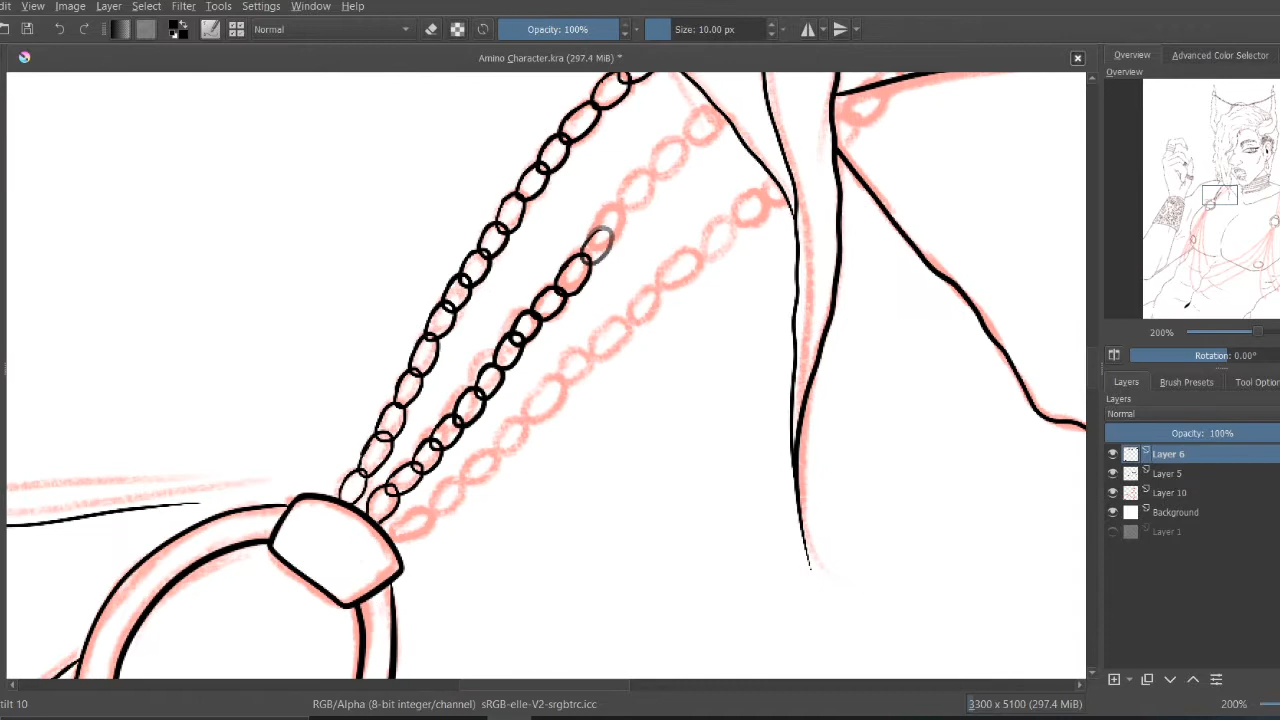 dit View Image Layer Select Filter Tools Settings Window Help
Normal Opacity: 100% Size: 10.00 px
Amino Character.kra (297.4 MiB) *
Overview Advanced Color Selector
Overview
200%
Rotation: 0.00°
Layers Brush Presets Tool Option
Layers
Normal
Opacity: 100%
Layer 6
Layer 5
Layer 10
Background
Layer 1
tilt 10 RGB/Alpha (8-bit integer/channel) sRGB-elle-V2-srgbtrc.icc 3300 x 5100 (297.4 MiB) 200%